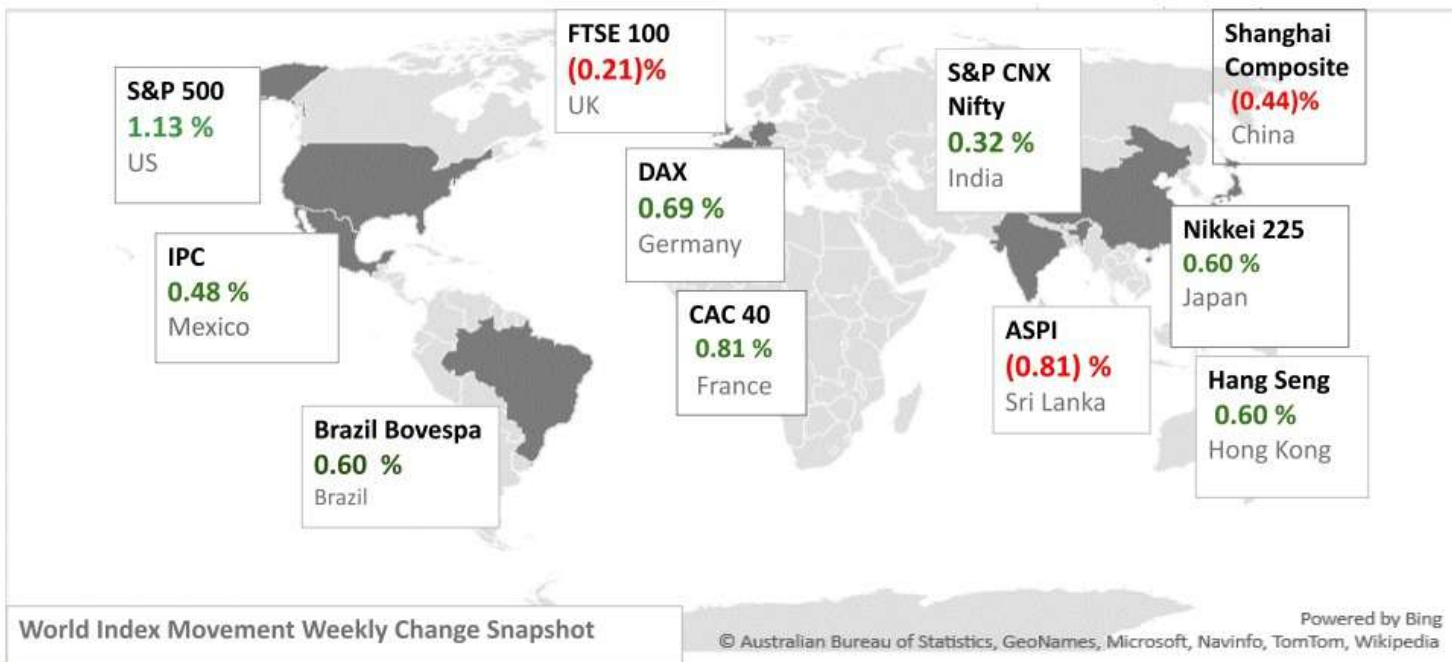 S&P 500
1.13 %
US
FTSE 100
(0.21)%
UK
S&P CNX
Nifty
0.32 %
India
Shanghai
Composite
(0.44)%
China
IPC
0.48 %
Mexico
DAX
0.69 %
Germany
Nikkei 225
0.60 %
Japan
CAC 40
0.81 %
France
ASPI
(0.81) %
Sri Lanka
Hang Seng
0.60 %
Hong Kong
Brazil Bovespa
0.60 %
Brazil
World Index Movement Weekly Change Snapshot
Powered by Bing
© Australian Bureau of Statistics, GeoNames, Microsoft, Navinfo, TomTom, Wikipedia